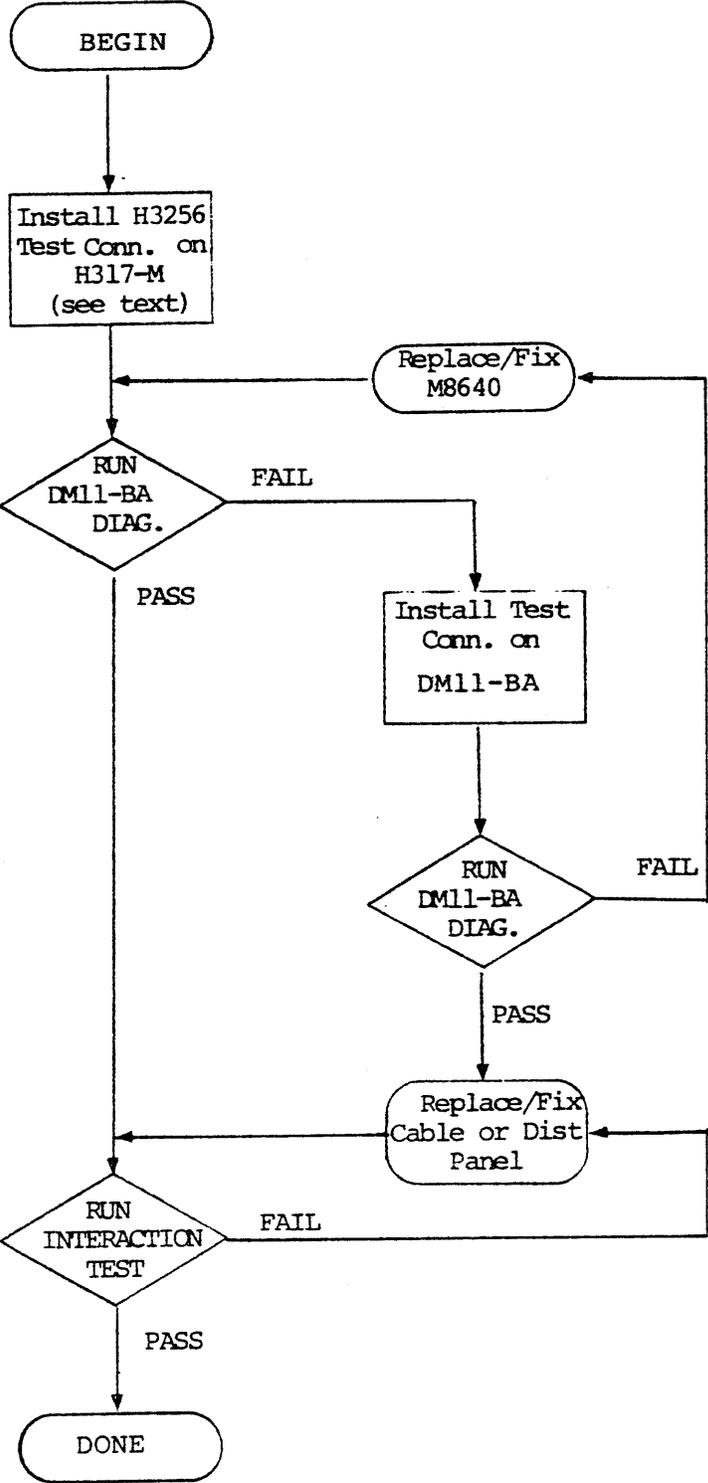 BEGIN
Install H3256
Test Conn. on
H317-M
(see text)
Replace/Fix
M8640
RUN
DM11-BA
DIAG.
FAIL
PASS
Install Test
Conn. on
DM11-BA
RUN
DM11-BA
DIAG.
FAIL
PASS
Replace/Fix
Cable or Dist
Panel
RUN
INTERACTION
TEST
FAIL
PASS
DONE